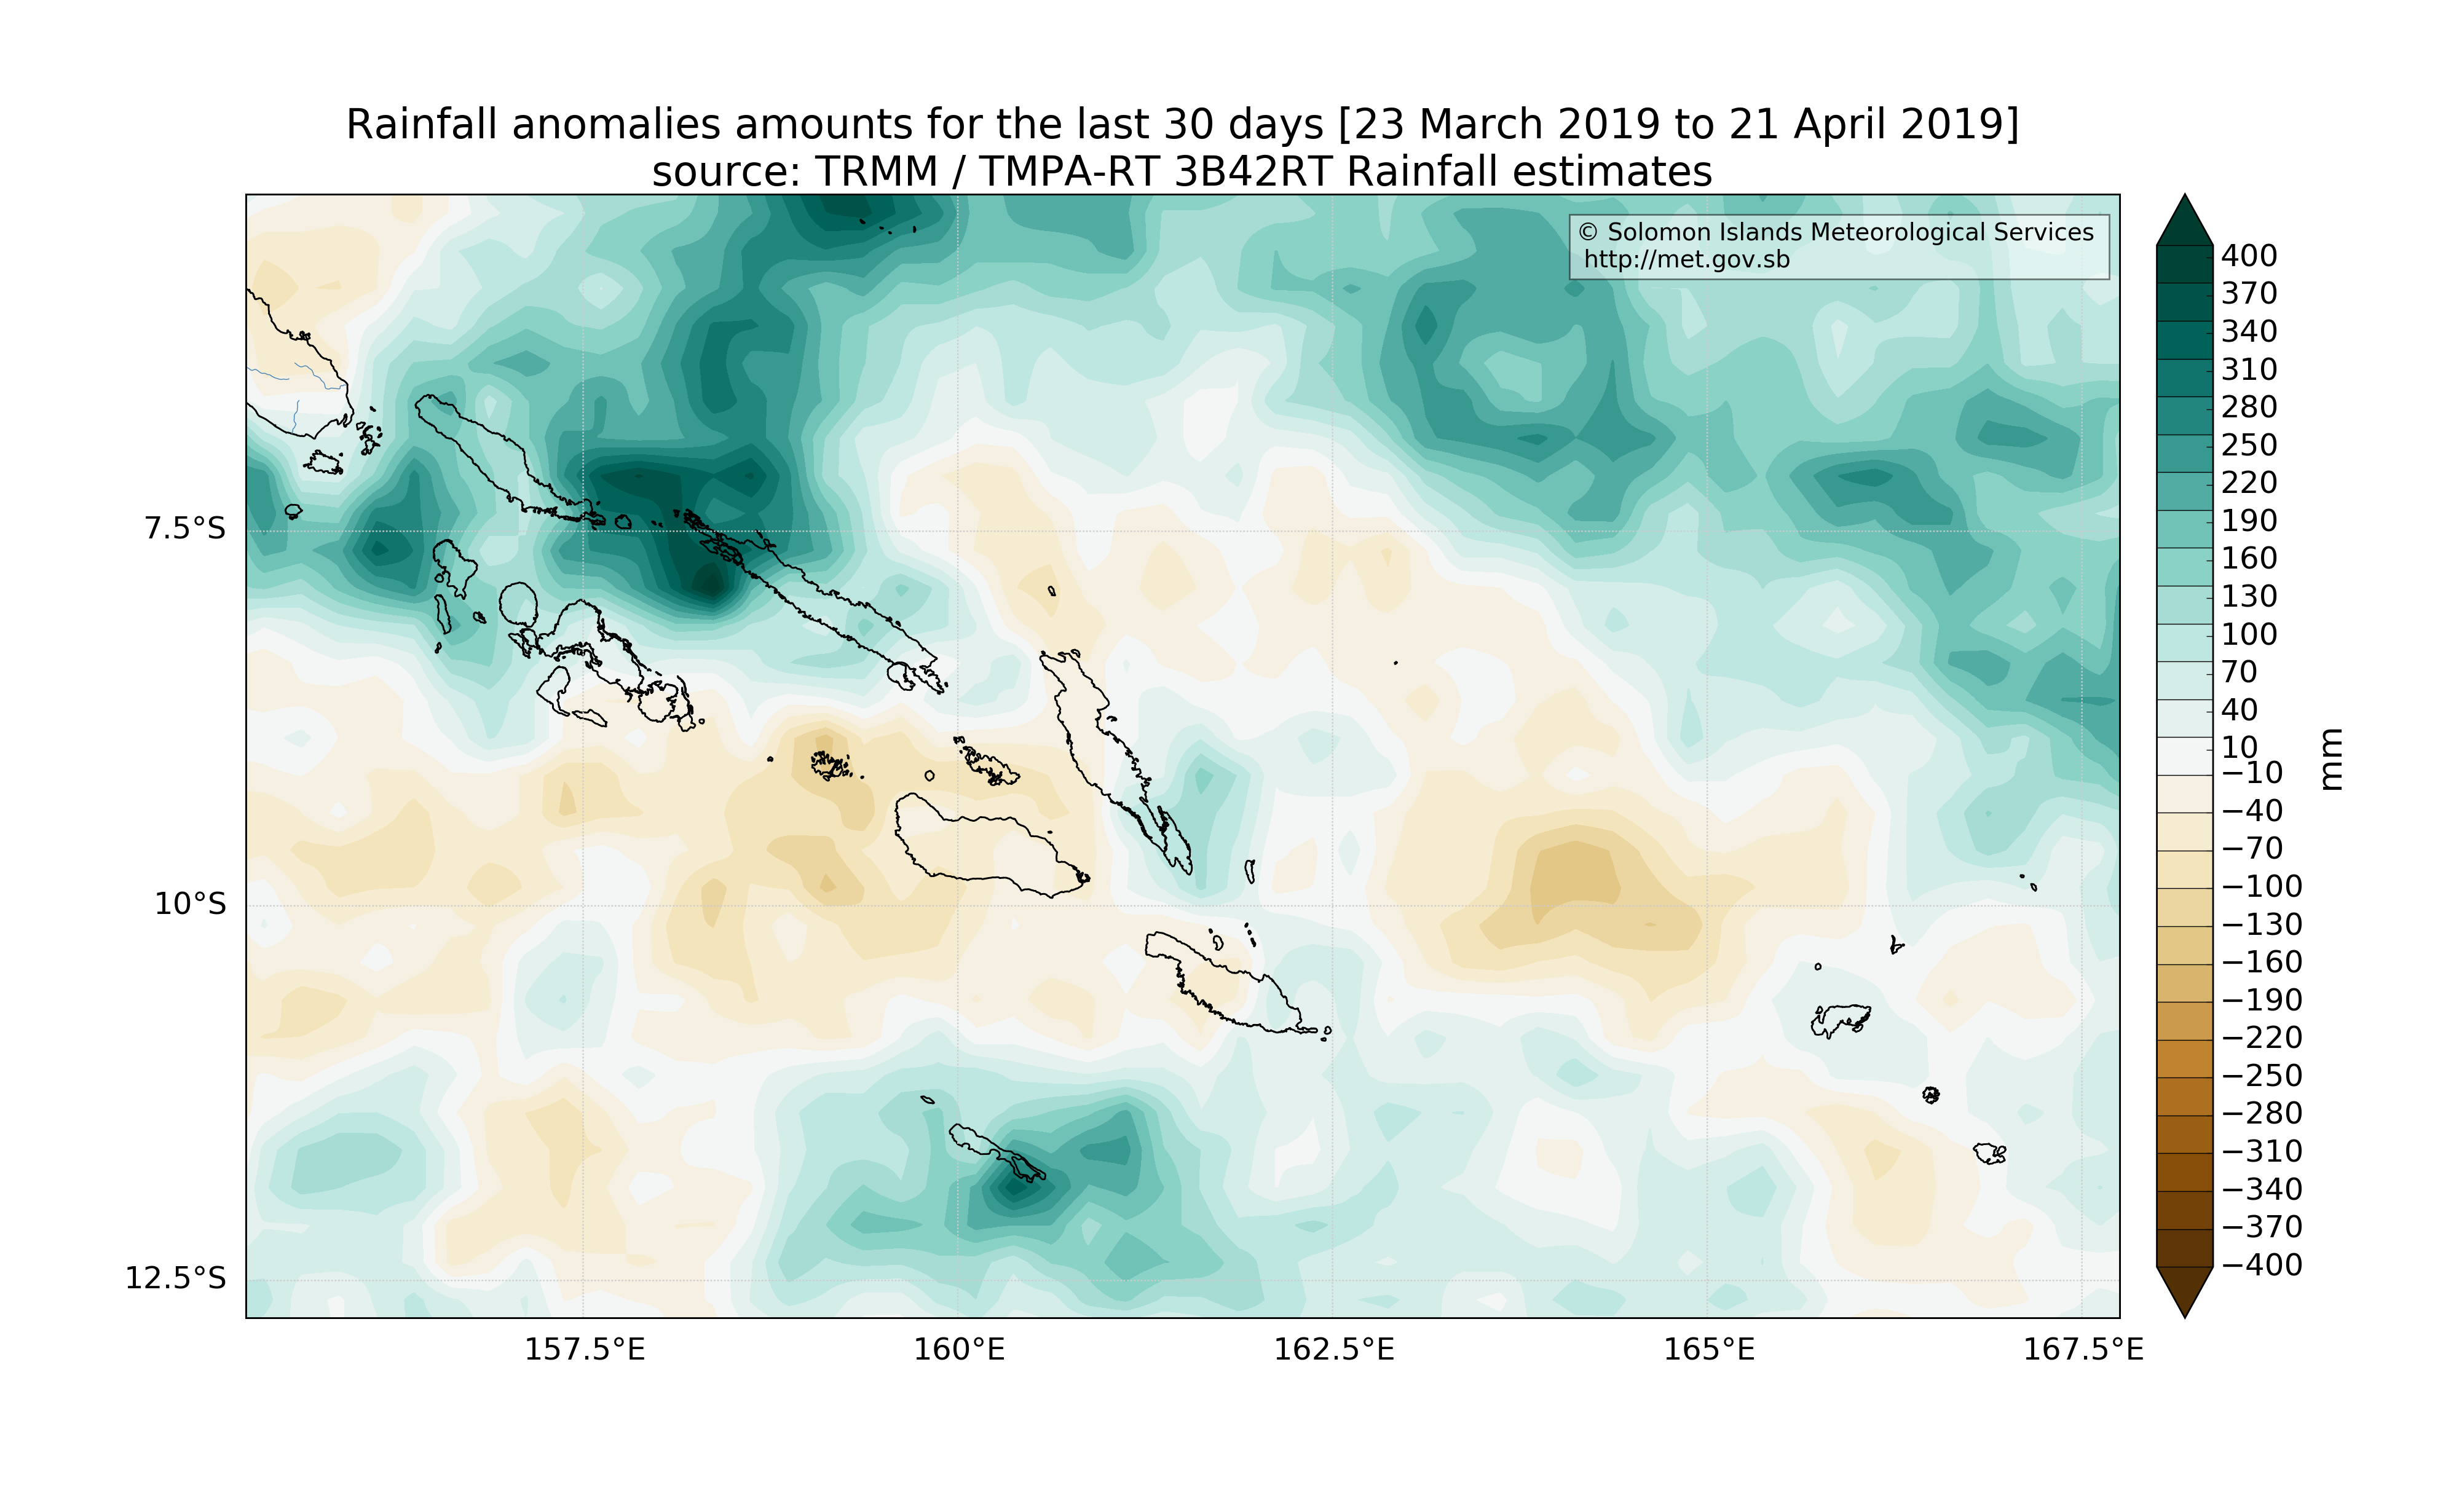 Rainfall anomalies amounts for the last 30 days [23 March 2019 to 21 April 2019]
source: TRMM / TMPA-RT 3B42RT Rainfall estimates
© Solomon Islands Meteorological Services
http://met.gov.sb
7.5°S
10°S
12.5°S
157.5°E
160°E
162.5°E
165°E
167.5°E
400
370
340
310
280
250
220
190
160
130
100
70
40
10
−10
−40
−70
−100
−130
−160
−190
−220
−250
−280
−310
−340
−370
−400
mm